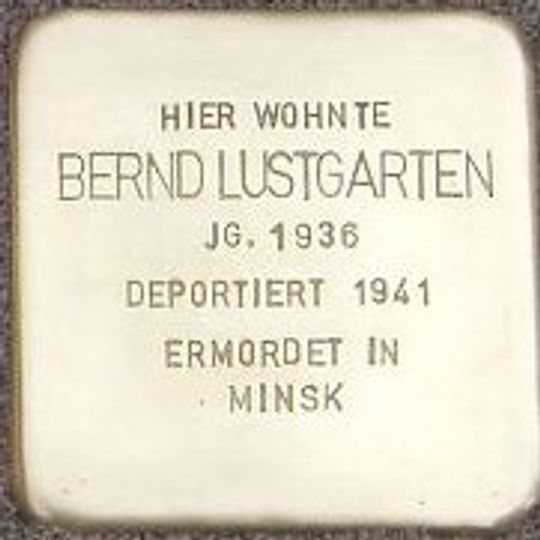 HIER WOHNTE
BERND LUSTGARTEN
JG. 1936
DEPORTIERT 1941
ERMORDET IN
MINSK